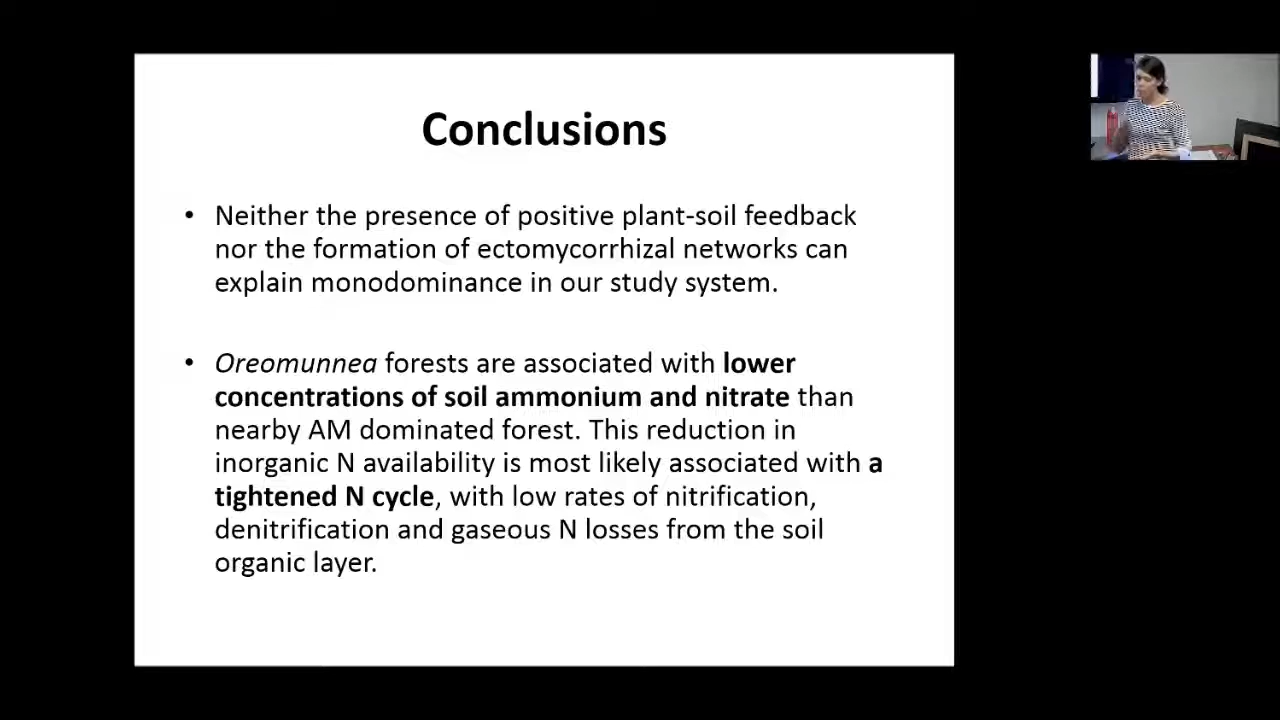 Conclusions
• Neither the presence of positive plant-soil feedback
nor the formation of ectomycorrhizal networks can
explain monodominance in our study system.
• Oreomunnea forests are associated with lower
concentrations of soil ammonium and nitrate than
nearby AM dominated forest. This reduction in
inorganic N availability is most likely associated with a
tightened N cycle, with low rates of nitrification,
denitrification and gaseous N losses from the soil
organic layer.